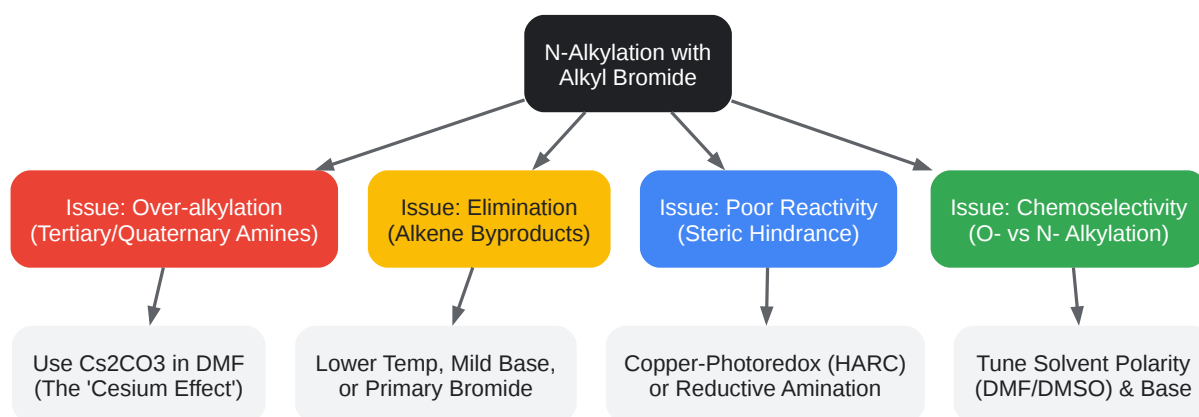 N-Alkylation with
Alkyl Bromide
Issue: Over-alkylation
(Tertiary/Quaternary Amines)
Issue: Elimination
(Alkene Byproducts)
Issue: Poor Reactivity
(Steric Hindrance)
Issue: Chemoselectivity
(O- vs N- Alkylation)
Use Cs2CO3 in DMF
(The 'Cesium Effect')
Lower Temp, Mild Base,
or Primary Bromide
Copper-Photoredox (HARC)
or Reductive Amination
Tune Solvent Polarity
(DMF/DMSO) & Base